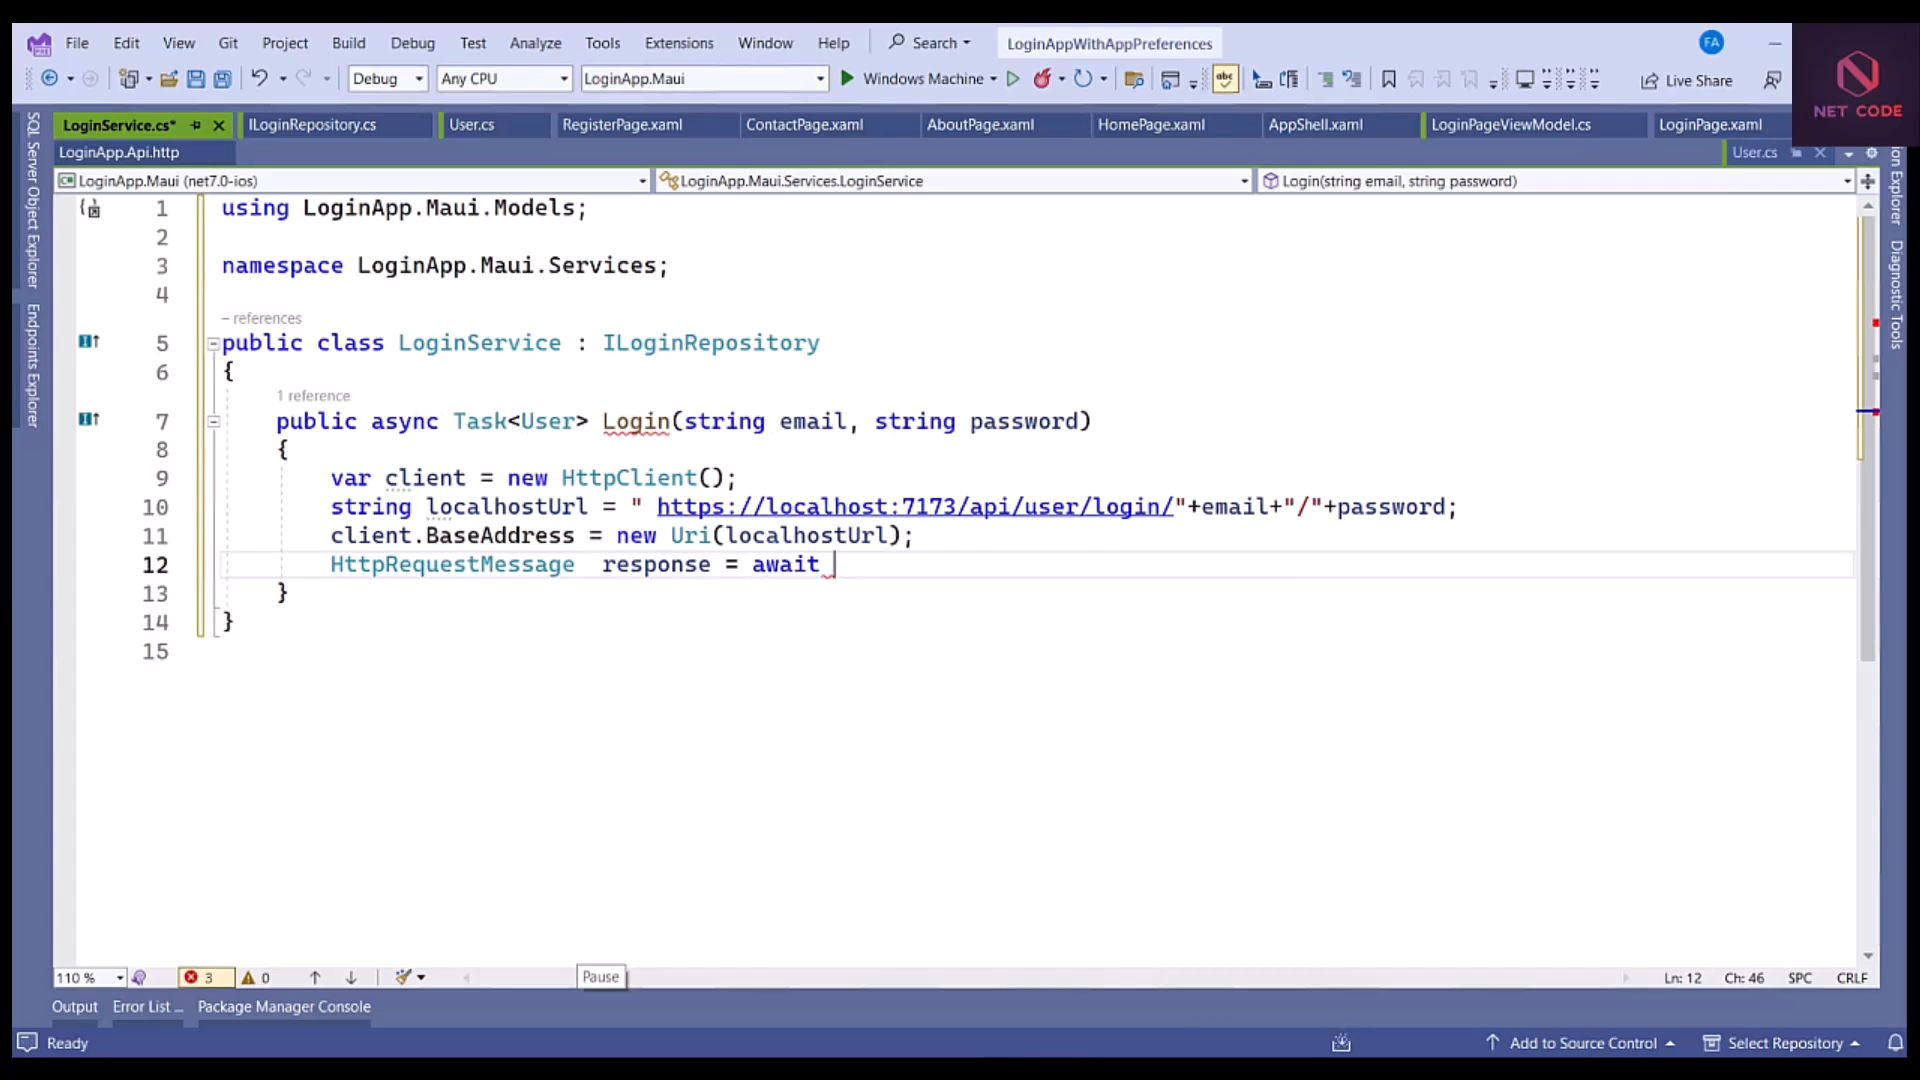 File Edit View Git Project Build Debug Test Analyze Tools Extensions Window Help Search LoginAppWithAppPreferences FA
Debug Any CPU LoginApp.Maui Windows Machine abc Live Share
NET CODE
LoginService.cs* ILoginRepository.cs User.cs RegisterPage.xaml ContactPage.xaml AboutPage.xaml HomePage.xaml AppShell.xaml LoginPageViewModel.cs LoginPage.xaml
LoginApp.Api.http User.cs
LoginApp.Maui (net7.0-ios) LoginApp.Maui.Services.LoginService Login(string email, string password)
SQL Server Object Explorer
Endpoints Explorer
ion Explorer
Diagnostic Tools
1 using LoginApp.Maui.Models;
2
3 namespace LoginApp.Maui.Services;
4
– references
5 public class LoginService : ILoginRepository
6 {
1 reference
7 public async Task<User> Login(string email, string password)
8 {
9 var client = new HttpClient();
10 string localhostUrl = " https://localhost:7173/api/user/login/"+email+"/"+password;
11 client.BaseAddress = new Uri(localhostUrl);
12 HttpRequestMessage  response = await
13 }
14 }
15
110 % 3 0 Pause Ln: 12 Ch: 46 SPC CRLF
Output Error List ... Package Manager Console
Ready Add to Source Control Select Repository